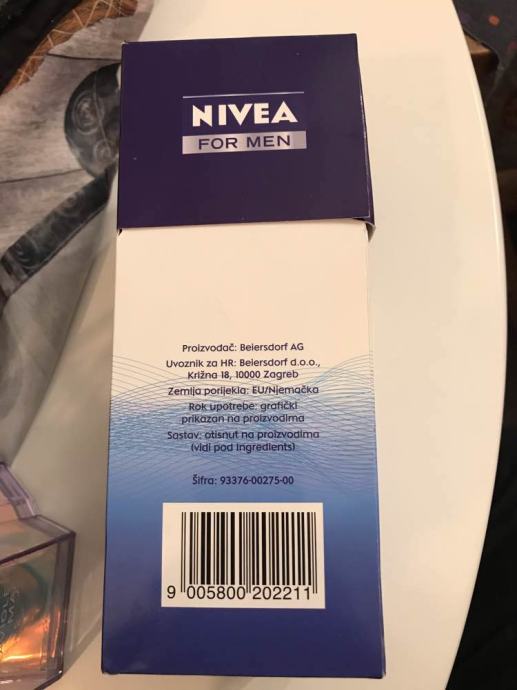 NIVEA
FOR MEN
Proizvođač: Beiersdorf AG
Uvoznik za HR: Beiersdorf d.o.o.,
Križna 18, 10000 Zagreb
Zemlja porijekla: EU/Njemačka
Rok upotrebe: grafički
prikazan na proizvodima
Sastav: otisnut na proizvodima
(vidi pod Ingredients)
Šifra: 93376-00275-00
9 005800 202211